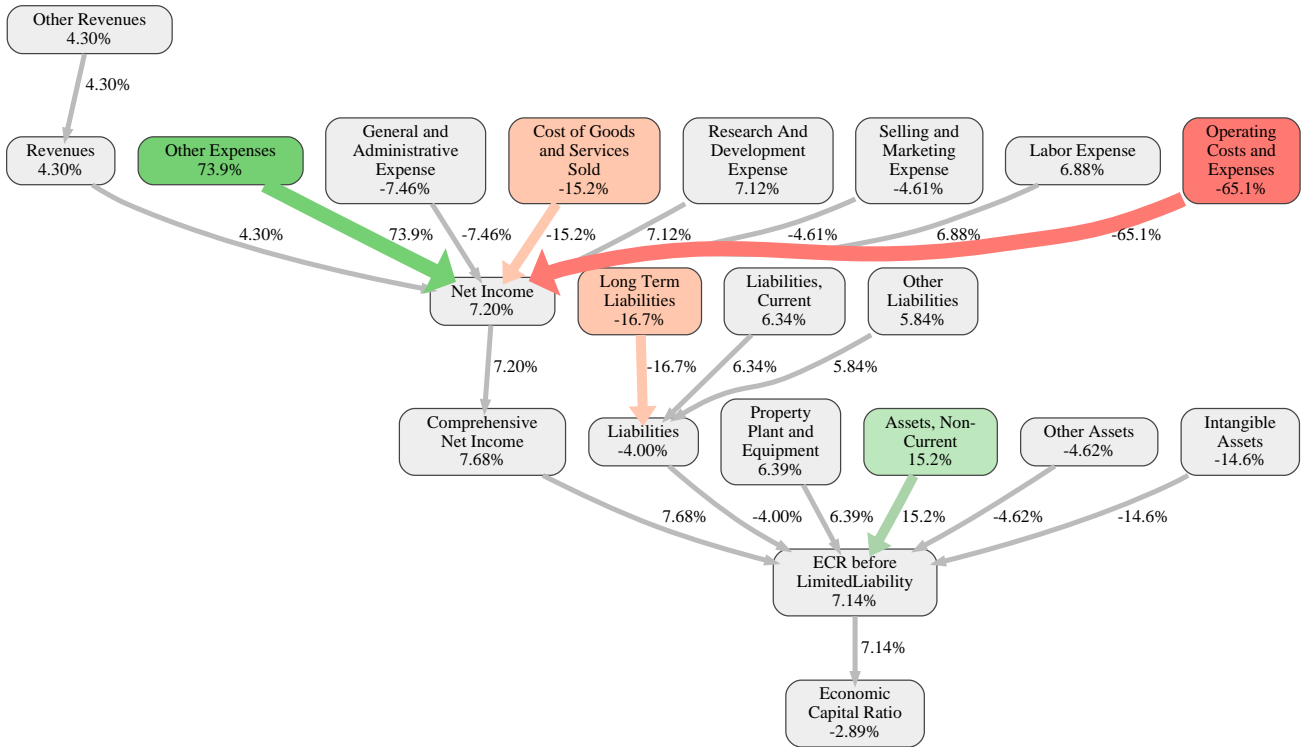 Other Revenues
4.30%
4.30%
Revenues
4.30%
Other Expenses
73.9%
General and
Administrative
Expense
-7.46%
Cost of Goods
and Services
Sold
-15.2%
Research And
Development
Expense
7.12%
Selling and
Marketing
Expense
-4.61%
Labor Expense
6.88%
Operating
Costs and
Expenses
-65.1%
4.30%
73.9%
-7.46%
-15.2%
7.12%
-4.61%
6.88%
-65.1%
Net Income
7.20%
Long Term
Liabilities
-16.7%
Liabilities,
Current
6.34%
Other
Liabilities
5.84%
7.20%
-16.7%
6.34%
5.84%
Comprehensive
Net Income
7.68%
Liabilities
-4.00%
Property
Plant and
Equipment
6.39%
Assets, Non-
Current
15.2%
Other Assets
-4.62%
Intangible
Assets
-14.6%
7.68%
-4.00%
6.39%
15.2%
-4.62%
-14.6%
ECR before
LimitedLiability
7.14%
7.14%
Economic
Capital Ratio
-2.89%